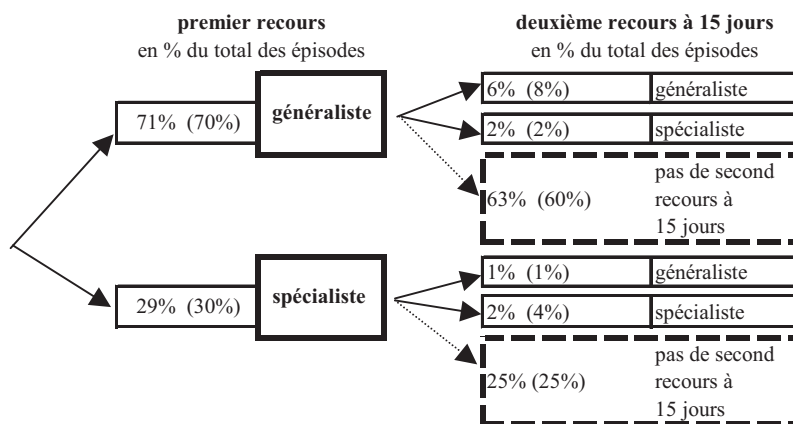 premier recours
en % du total des épisodes
deuxième recours à 15 jours
en % du total des épisodes
71% (70%)
généraliste
6% (8%) généraliste
2% (2%) spécialiste
63% (60%)
pas de second
recours à
15 jours
29% (30%)
spécialiste
1% (1%) généraliste
2% (4%) spécialiste
25% (25%)
pas de second
recours à
15 jours